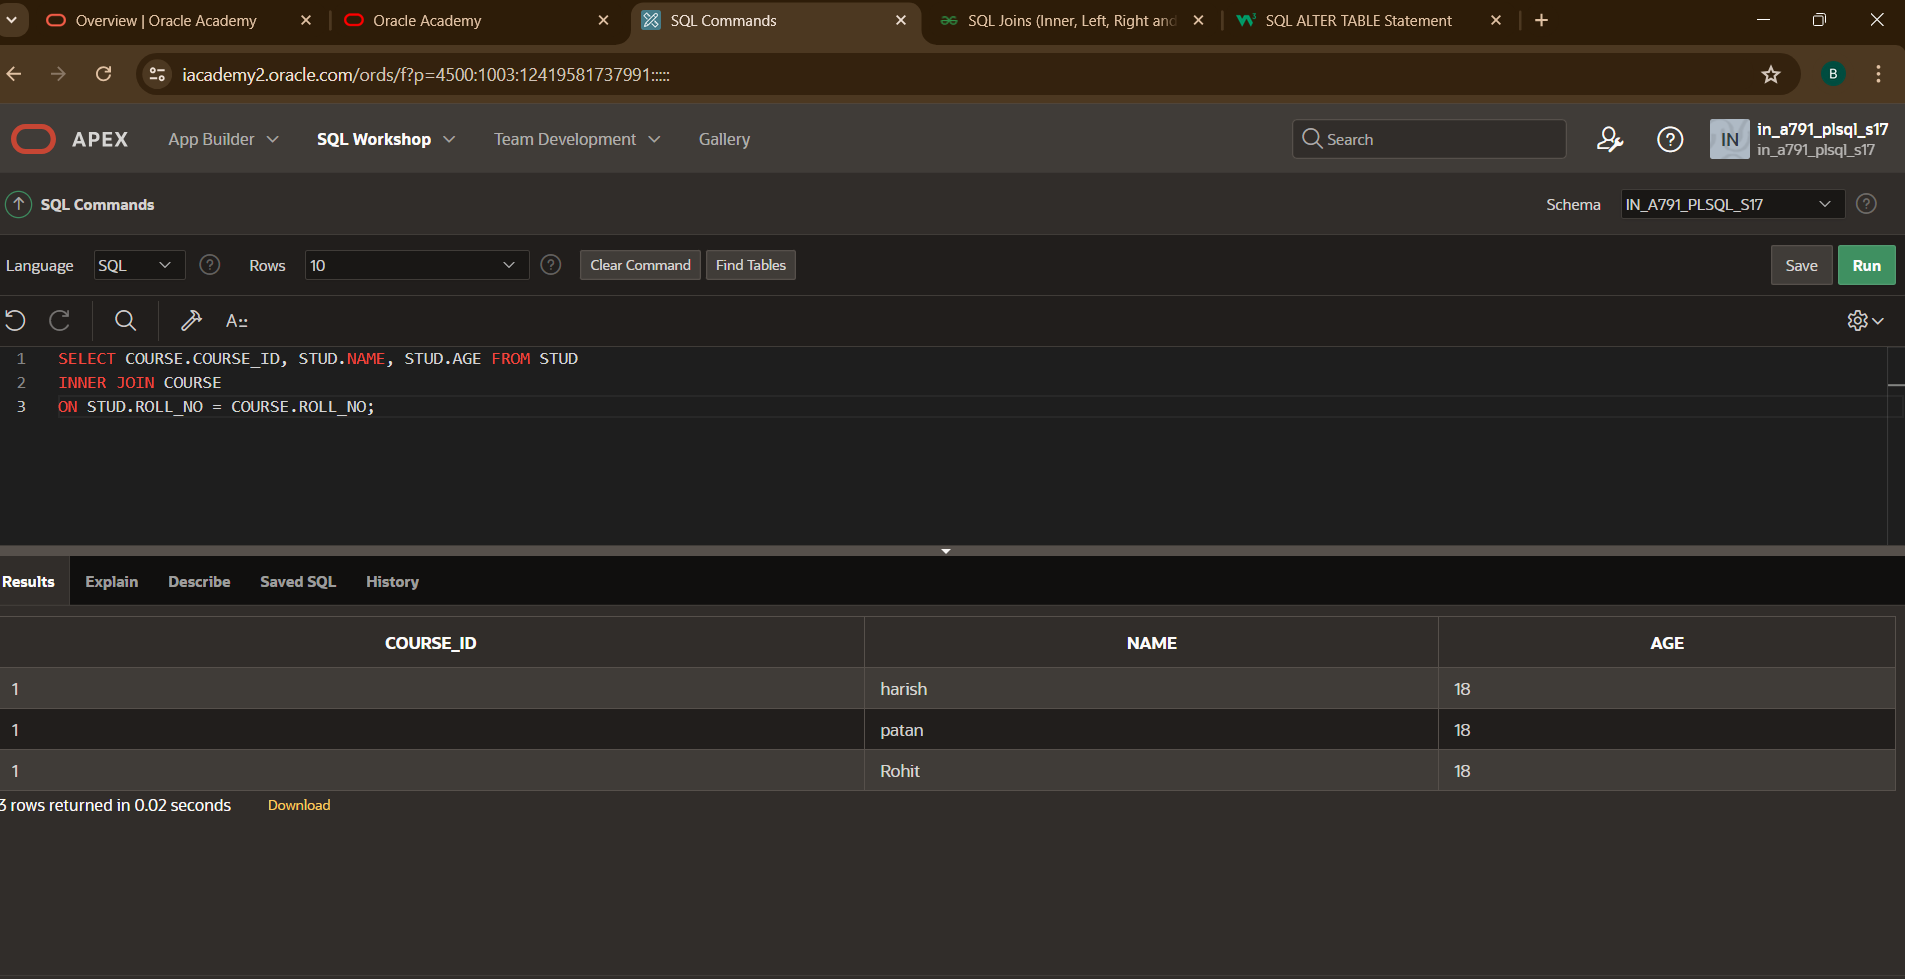 Overview | Oracle Academy
Oracle Academy
SQL Commands
SQL Joins (Inner, Left, Right and
SQL ALTER TABLE Statement
iacademy2.oracle.com/ords/f?p=4500:1003:12419581737991:::::
B
APEX
App Builder
SQL Workshop
Team Development
Gallery
Search
IN
in_a791_plsql_s17
in_a791_plsql_s17
SQL Commands
Schema
IN_A791_PLSQL_S17
Language
SQL
Rows
10
Clear Command
Find Tables
Save
Run
A::
1 SELECT COURSE.COURSE_ID, STUD.NAME, STUD.AGE FROM STUD
2 INNER JOIN COURSE
3 ON STUD.ROLL_NO = COURSE.ROLL_NO;
Results Explain Describe Saved SQL History
COURSE_ID NAME AGE
1 harish 18
1 patan 18
1 Rohit 18
3 rows returned in 0.02 seconds Download